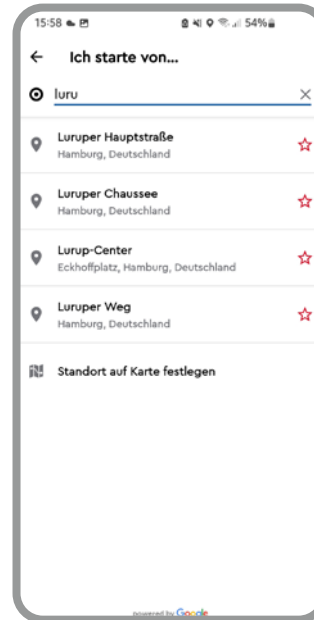 15:58 54%
Ich starte von...
luru
Luruper Hauptstraße
Hamburg, Deutschland
Luruper Chaussee
Hamburg, Deutschland
Lurup-Center
Eckhoffplatz, Hamburg, Deutschland
Luruper Weg
Hamburg, Deutschland
Standort auf Karte festlegen
powered by Google